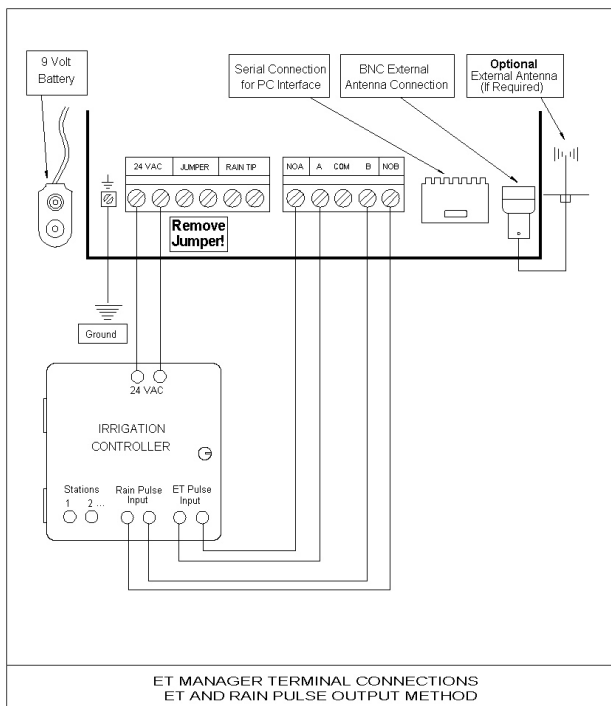 9 Volt
Battery
Serial Connection
for PC Interface
BNC External
Antenna Connection
Optional
External Antenna
(If Required)
24 VAC
JUMPER
RAIN TIP
NOA
A
COM
B
NOB
Remove
Jumper!
Ground
24 VAC
IRRIGATION
CONTROLLER
Stations
1 2 ...
Rain Pulse
Input
ET Pulse
Input
ET MANAGER TERMINAL CONNECTIONS
ET AND RAIN PULSE OUTPUT METHOD